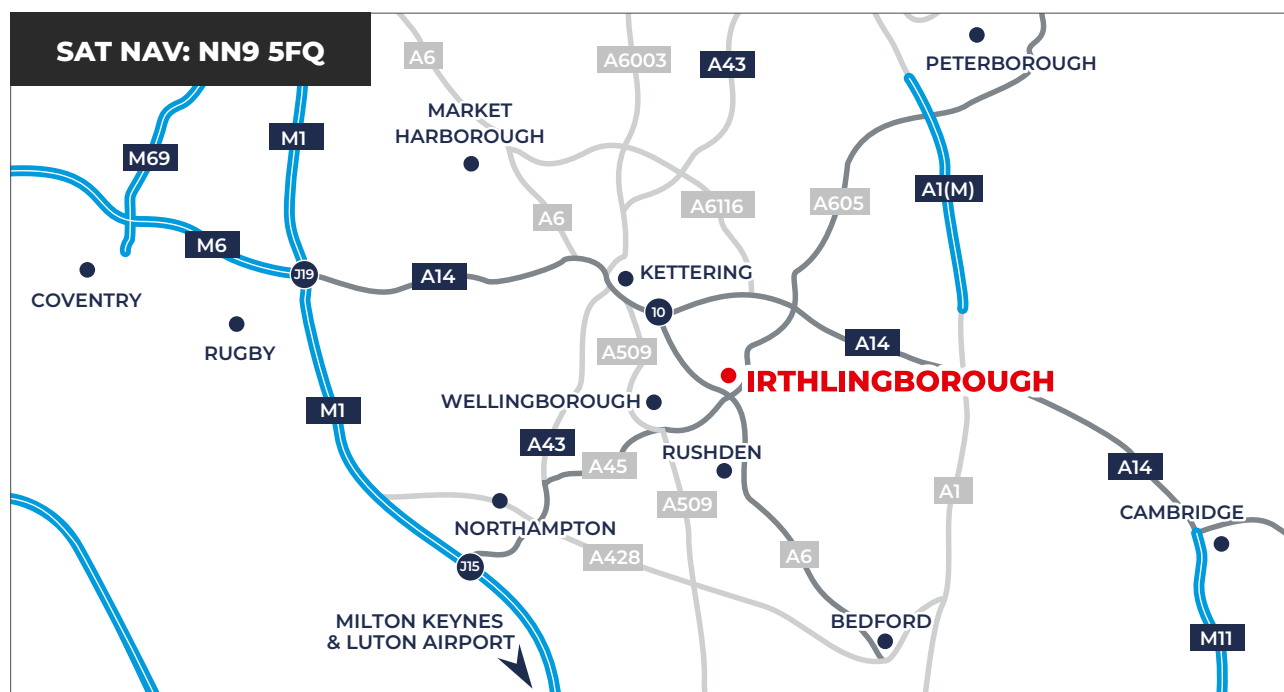 SAT NAV: NN9 5FQ
A6
A6003
A43
PETERBOROUGH
MARKET
HARBOROUGH
M1
M69
A1(M)
A6116
A605
A6
M6
J19
A14
KETTERING
COVENTRY
10
RUGBY
A509
A14
IRTHLINGBOROUGH
WELLINGBOROUGH
M1
A43
A45
RUSHDEN
A14
A1
A509
CAMBRIDGE
NORTHAMPTON
A428
A6
J15
MILTON KEYNES
& LUTON AIRPORT
BEDFORD
M11